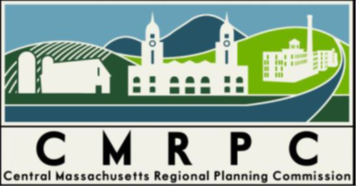 CMRPC
Central Massachusetts Regional Planning Commission